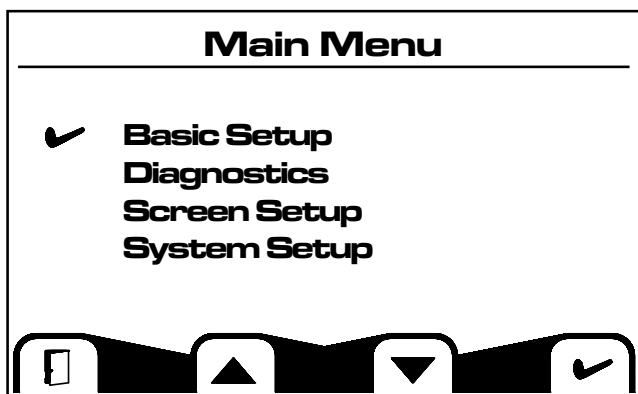 Main Menu
Basic Setup
Diagnostics
Screen Setup
System Setup